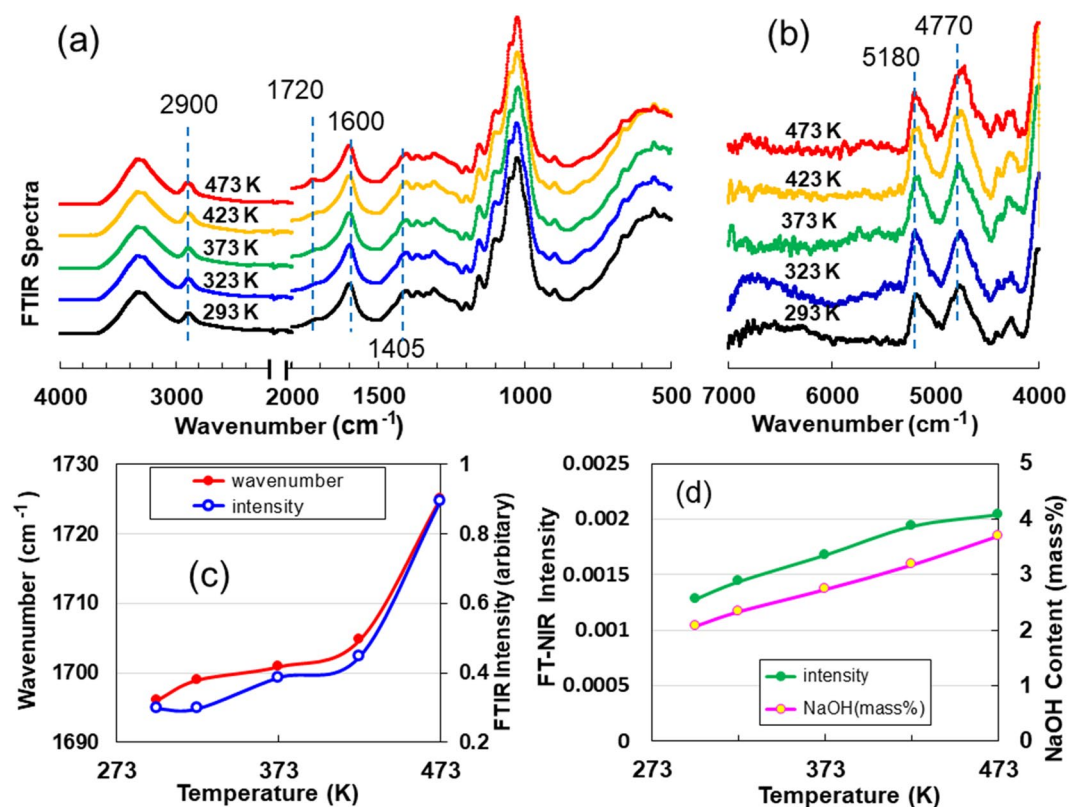 (a)
2900
1720
1600
1405
473 K
423 K
373 K
323 K
293 K
FTIR Spectra
4000 3000 2000 2000 1500 1000 500
Wavenumber (cm⁻¹)
(b)
5180
4770
473 K
423 K
373 K
323 K
293 K
7000 6000 5000 4000
Wavenumber (cm⁻¹)
(c)
wavenumber
intensity
Wavenumber (cm⁻¹)
1730
1720
1710
1700
1690
FTIR Intensity (arbitary)
1
0.8
0.6
0.4
0.2
273 373 473
Temperature (K)
(d)
intensity
NaOH(mass%)
FT-NIR Intensity
0.0025
0.002
0.0015
0.001
0.0005
0
NaOH Content (mass%)
5
4
3
2
1
0
273 373 473
Temperature (K)